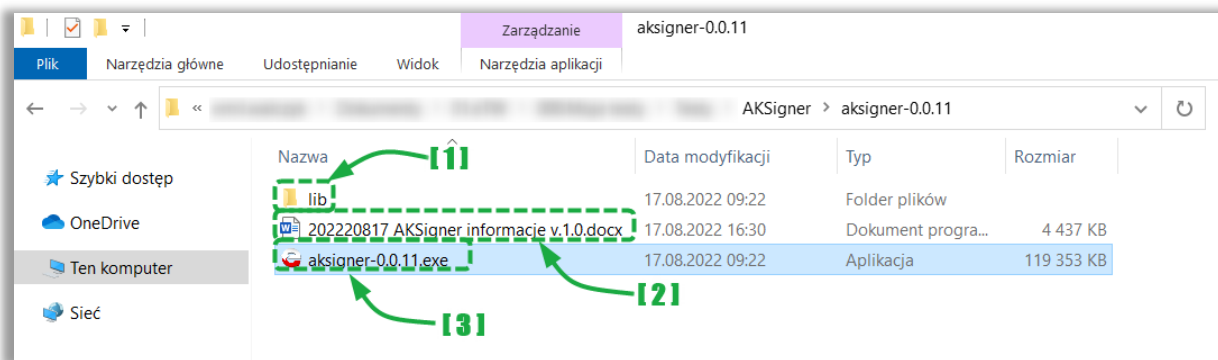 Zarządzanie aksigner-0.0.11
Plik Narzędzia główne Udostępnianie Widok Narzędzia aplikacji
« AKSigner > aksigner-0.0.11
Nazwa Data modyfikacji Typ Rozmiar
[1]
Szybki dostęp
lib 17.08.2022 09:22 Folder plików
OneDrive
202220817 AKSigner informacje v.1.0.docx 17.08.2022 16:30 Dokument progra... 4 437 KB
Ten komputer
aksigner-0.0.11.exe 17.08.2022 09:22 Aplikacja 119 353 KB
[2]
Sieć
[3]